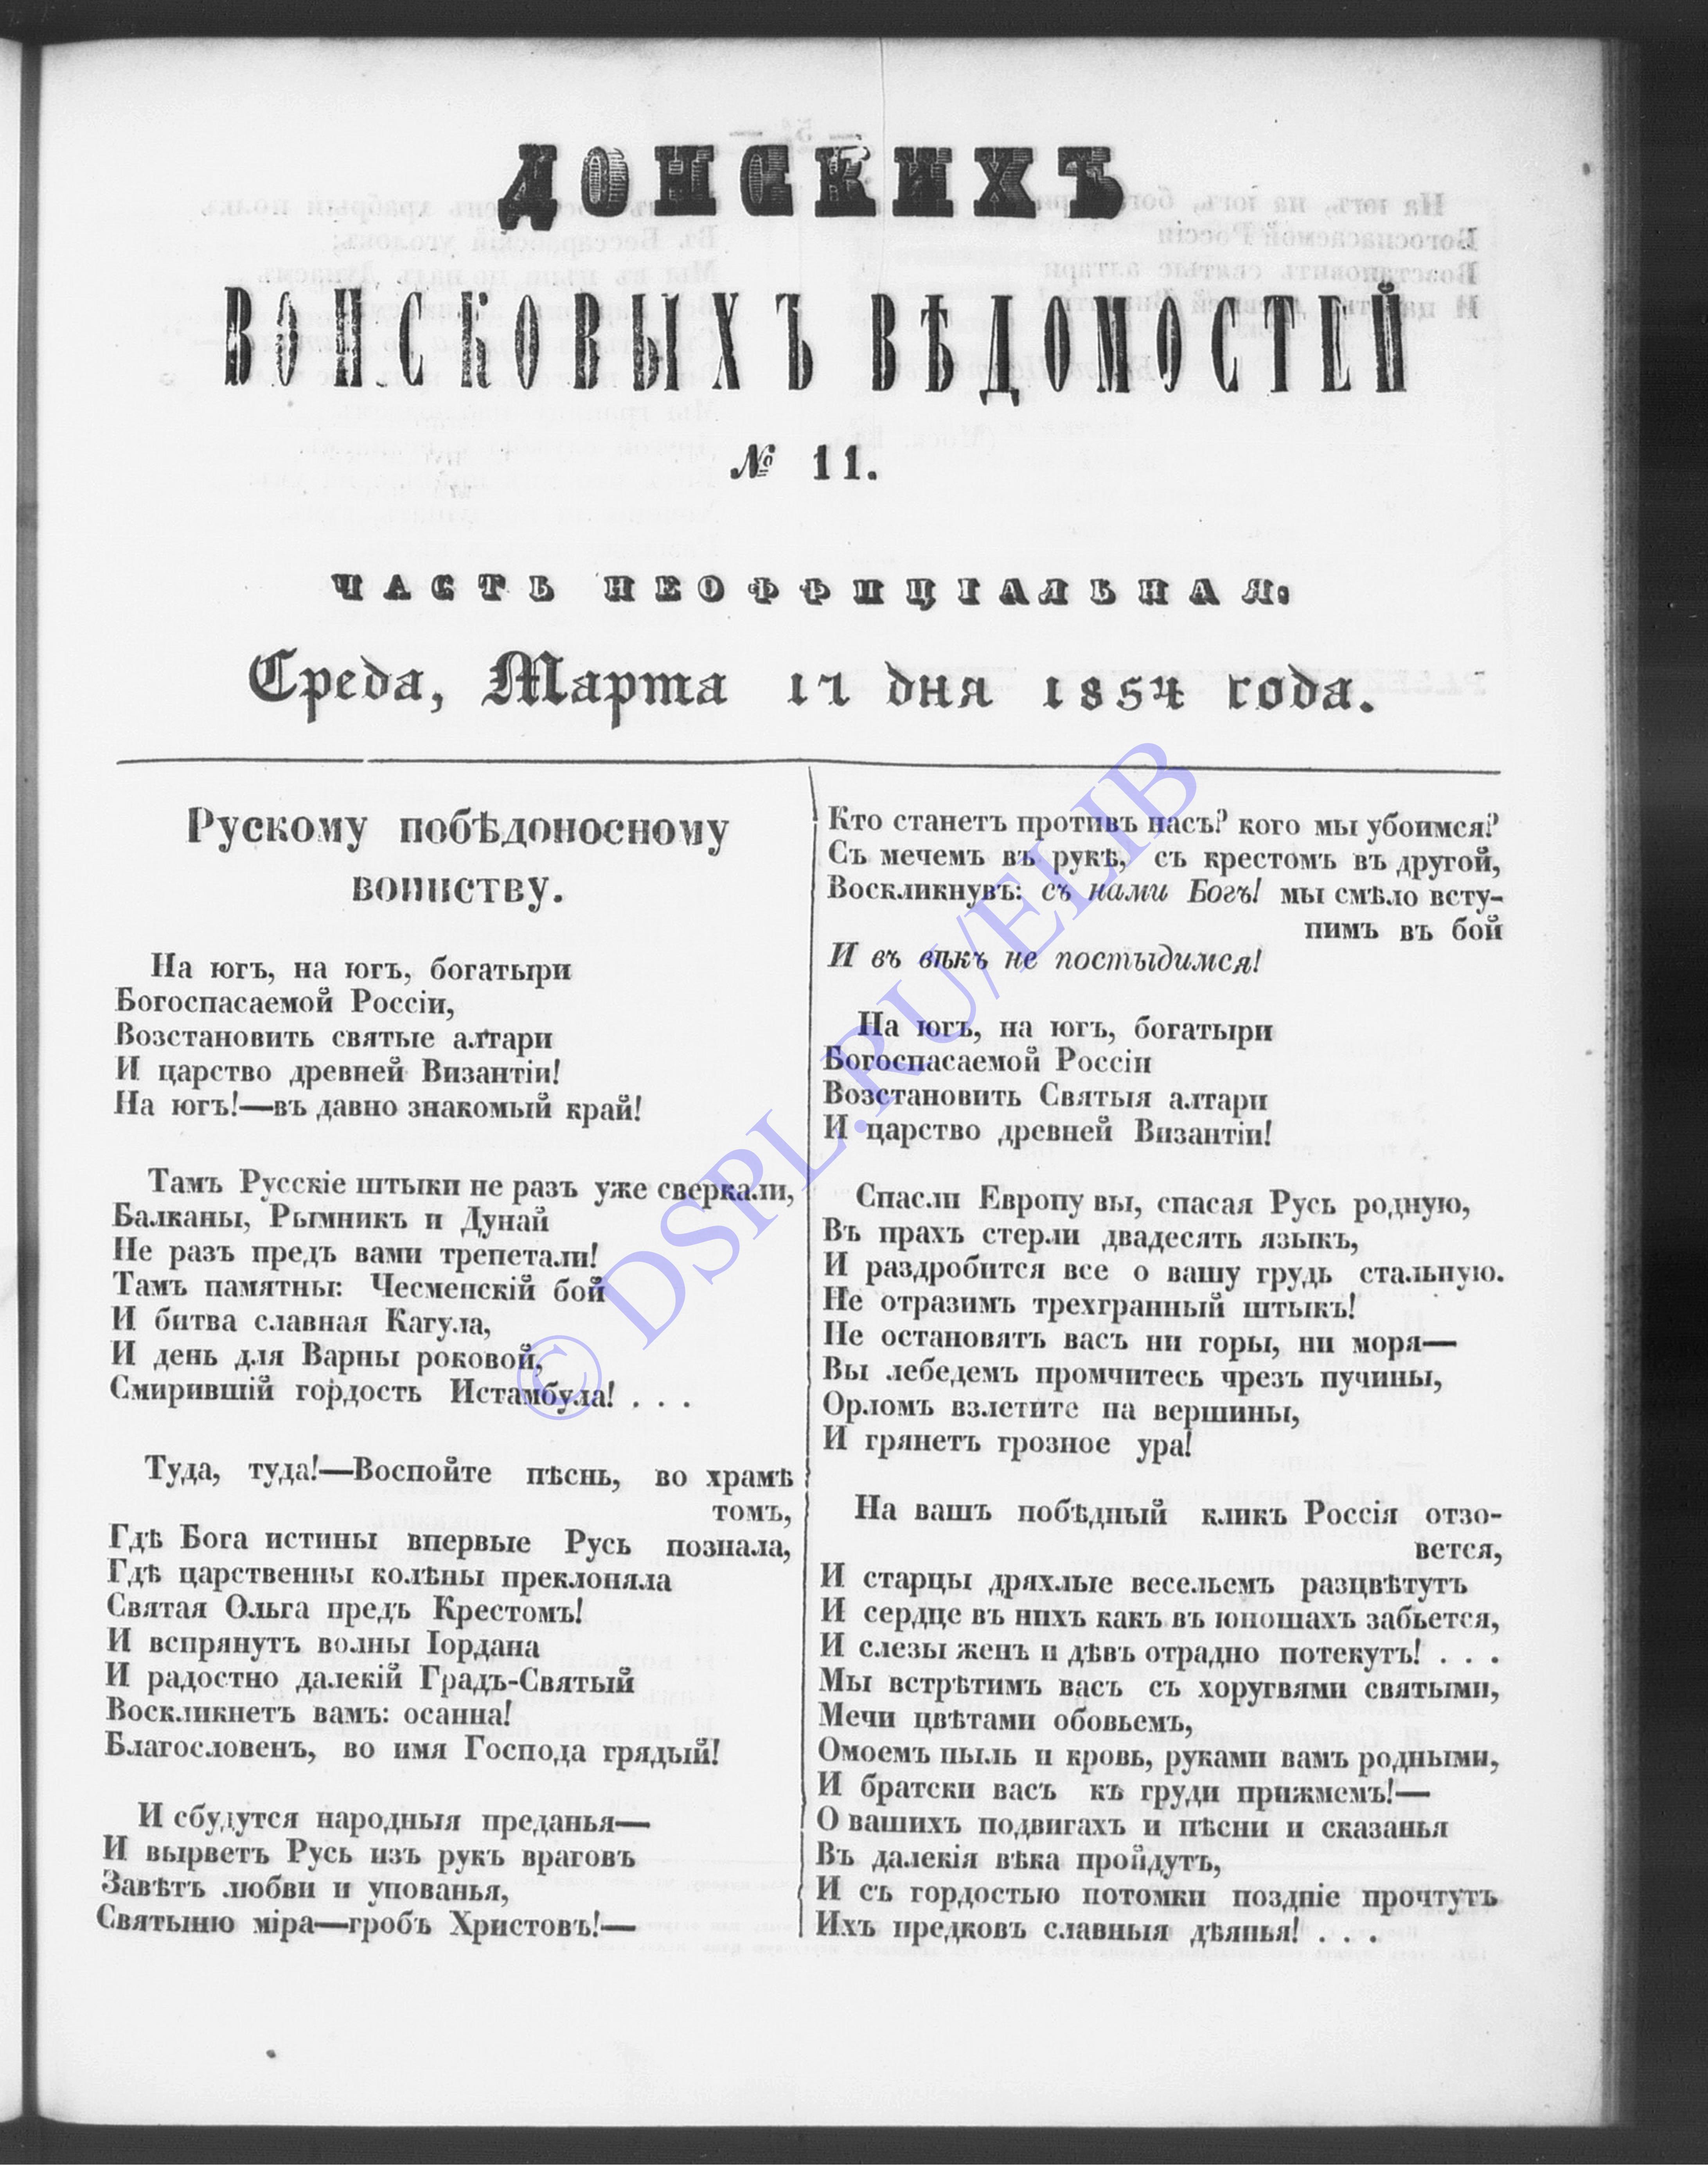 ДОНСКИХЪ
ВОЙСКОВЫХЪ ВѢДОМОСТЕЙ
№ 11.
ЧАСТЬ НЕОФФИЦІАЛЬНАЯ:
Среда, Марта 17 дня 1854 года.
Рускому побѣдоносному
воинству.
На югъ, на югъ, богатыри
Богоспасаемой Россіи,
Возстановить святые алтари
И царство древней Византіи!
На югъ!—въ давно знакомый край!
Тамъ Русскіе штыки не разъ уже сверкали,
Балканы, Рымникъ и Дунай
Не разъ предъ вами трепетали!
Тамъ памятны: Чесменскій бой
И битва славная Кагула,
И день для Варны роковой,
Смирившій гордость Истамбула! . . .
Туда, туда!—Воспойте пѣснь, во храмѣ
томъ,
Гдѣ Бога истины впервые Русь познала,
Гдѣ царственны колѣны преклоняла
Святая Ольга предъ Крестомъ!
И вспрянутъ волны Іордана
И радостно далекій Градъ-Святый
Воскликнетъ вамъ: осанна!
Благословенъ, во имя Господа грядый!
И сбудутся народныя преданья—
И вырветъ Русь изъ рукъ враговъ
Завѣтъ любви и упованья,
Святыню міра—гробъ Христовъ!—
Кто станетъ противъ насъ? кого мы убоимся?
Съ мечемъ въ рукѣ, съ крестомъ въ другой,
Воскликнувъ: съ нами Богъ! мы смѣло всту-
пимъ въ бой
И въ вѣкъ не постыдимся!
На югъ, на югъ, богатыри
Богоспасаемой Россіи
Возстановить Святыя алтари
И царство древней Византіи!
Спасли Европу вы, спасая Русь родную,
Въ прахъ стерли двадесять языкъ,
И раздробится все о вашу грудь стальную.
Не отразимъ трехгранный штыкъ!
Не остановятъ васъ ни горы, ни моря—
Вы лебедемъ промчитесь чрезъ пучины,
Орломъ взлетите на вершины,
И грянетъ грозное ура!
На вашъ побѣдный кликъ Россія отзо-
вется,
И старцы дряхлые весельемъ разцвѣтутъ
И сердце въ нихъ какъ въ юношахъ забьется,
И слезы женъ и дѣвъ отрадно потекутъ! . . .
Мы встрѣтимъ васъ съ хоругвями святыми,
Мечи цвѣтами обовьемъ,
Омоемъ пыль и кровь, руками вамъ родными,
И братски васъ къ груди прижмемъ!—
О вашихъ подвигахъ и пѣсни и сказанья
Въ далекія вѣка пройдутъ,
И съ гордостью потомки поздніе прочтутъ
Ихъ предковъ славныя дѣянья! . . .
© DSPL.RU/ELIB